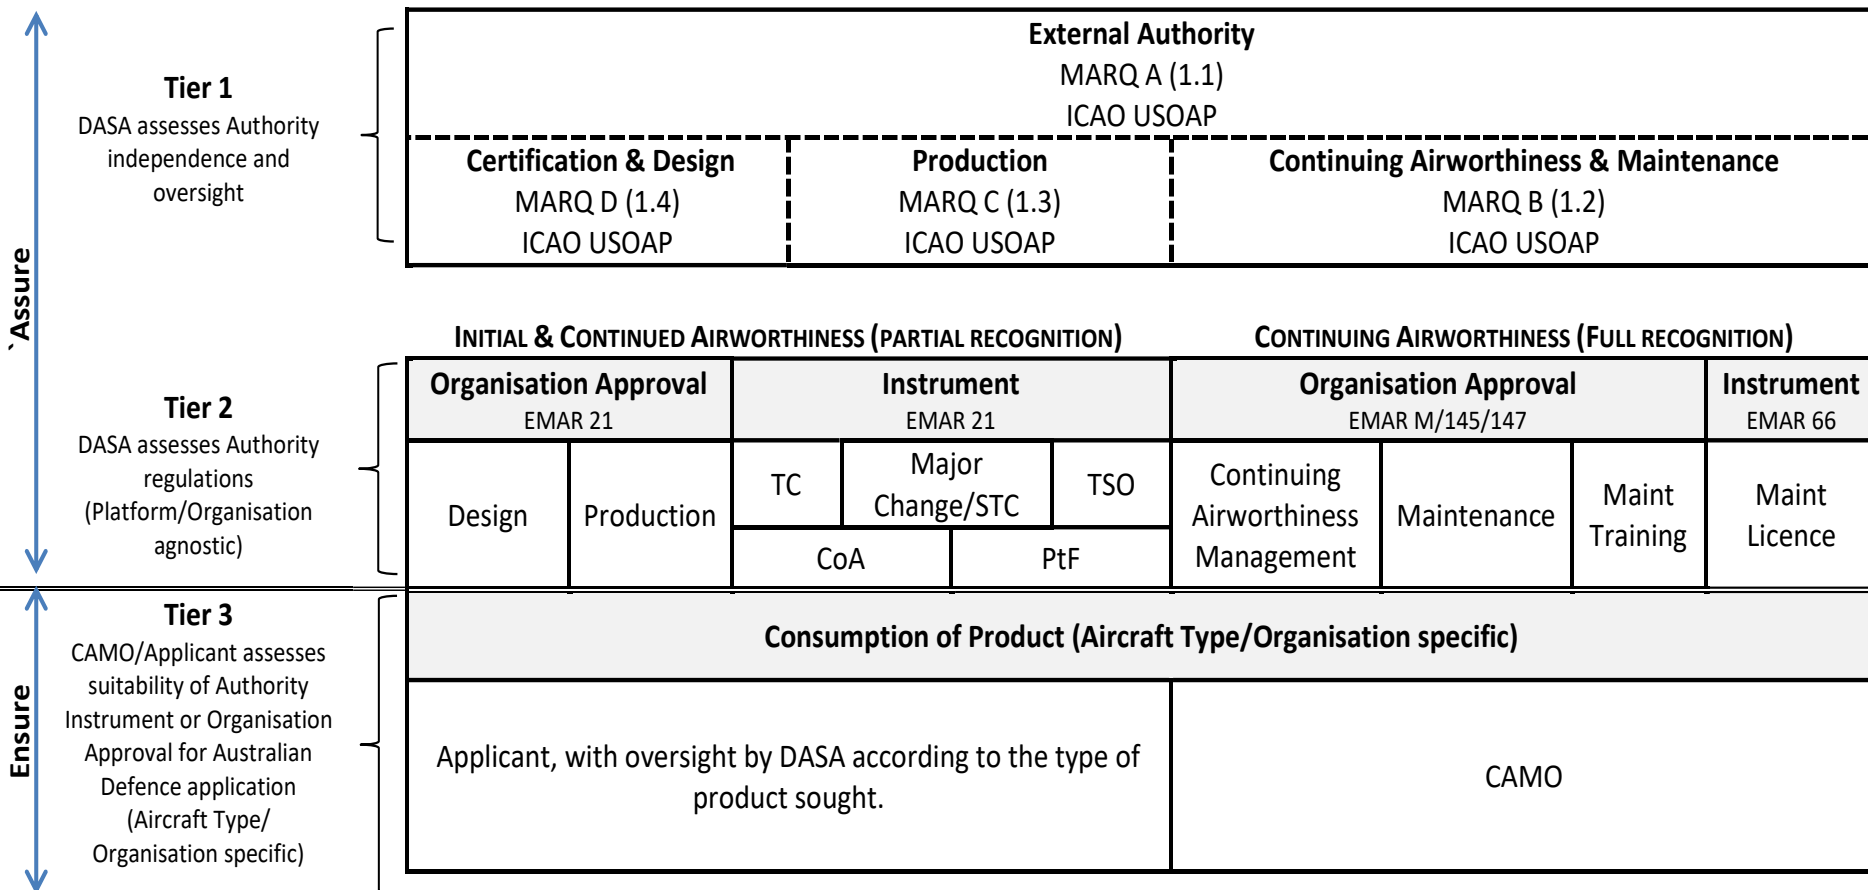 External Authority
MARQ A (1.1)
ICAO USOAP
Tier 1
DASA assesses Authority
independence and
oversight
Certification & Design
MARQ D (1.4)
ICAO USOAP
Production
MARQ C (1.3)
ICAO USOAP
Continuing Airworthiness & Maintenance
MARQ B (1.2)
ICAO USOAP
`Assure
INITIAL & CONTINUED AIRWORTHINESS (PARTIAL RECOGNITION)
CONTINUING AIRWORTHINESS (FULL RECOGNITION)
Tier 2
DASA assesses Authority
regulations
(Platform/Organisation
agnostic)
Organisation Approval
EMAR 21
Instrument
EMAR 21
Organisation Approval
EMAR M/145/147
Instrument
EMAR 66
Design
Production
TC
Major
Change/STC
TSO
CoA
PtF
Continuing
Airworthiness
Management
Maintenance
Maint
Training
Maint
Licence
Ensure
Tier 3
CAMO/Applicant assesses
suitability of Authority
Instrument or Organisation
Approval for Australian
Defence application
(Aircraft Type/
Organisation specific)
Consumption of Product (Aircraft Type/Organisation specific)
Applicant, with oversight by DASA according to the type of
product sought.
CAMO